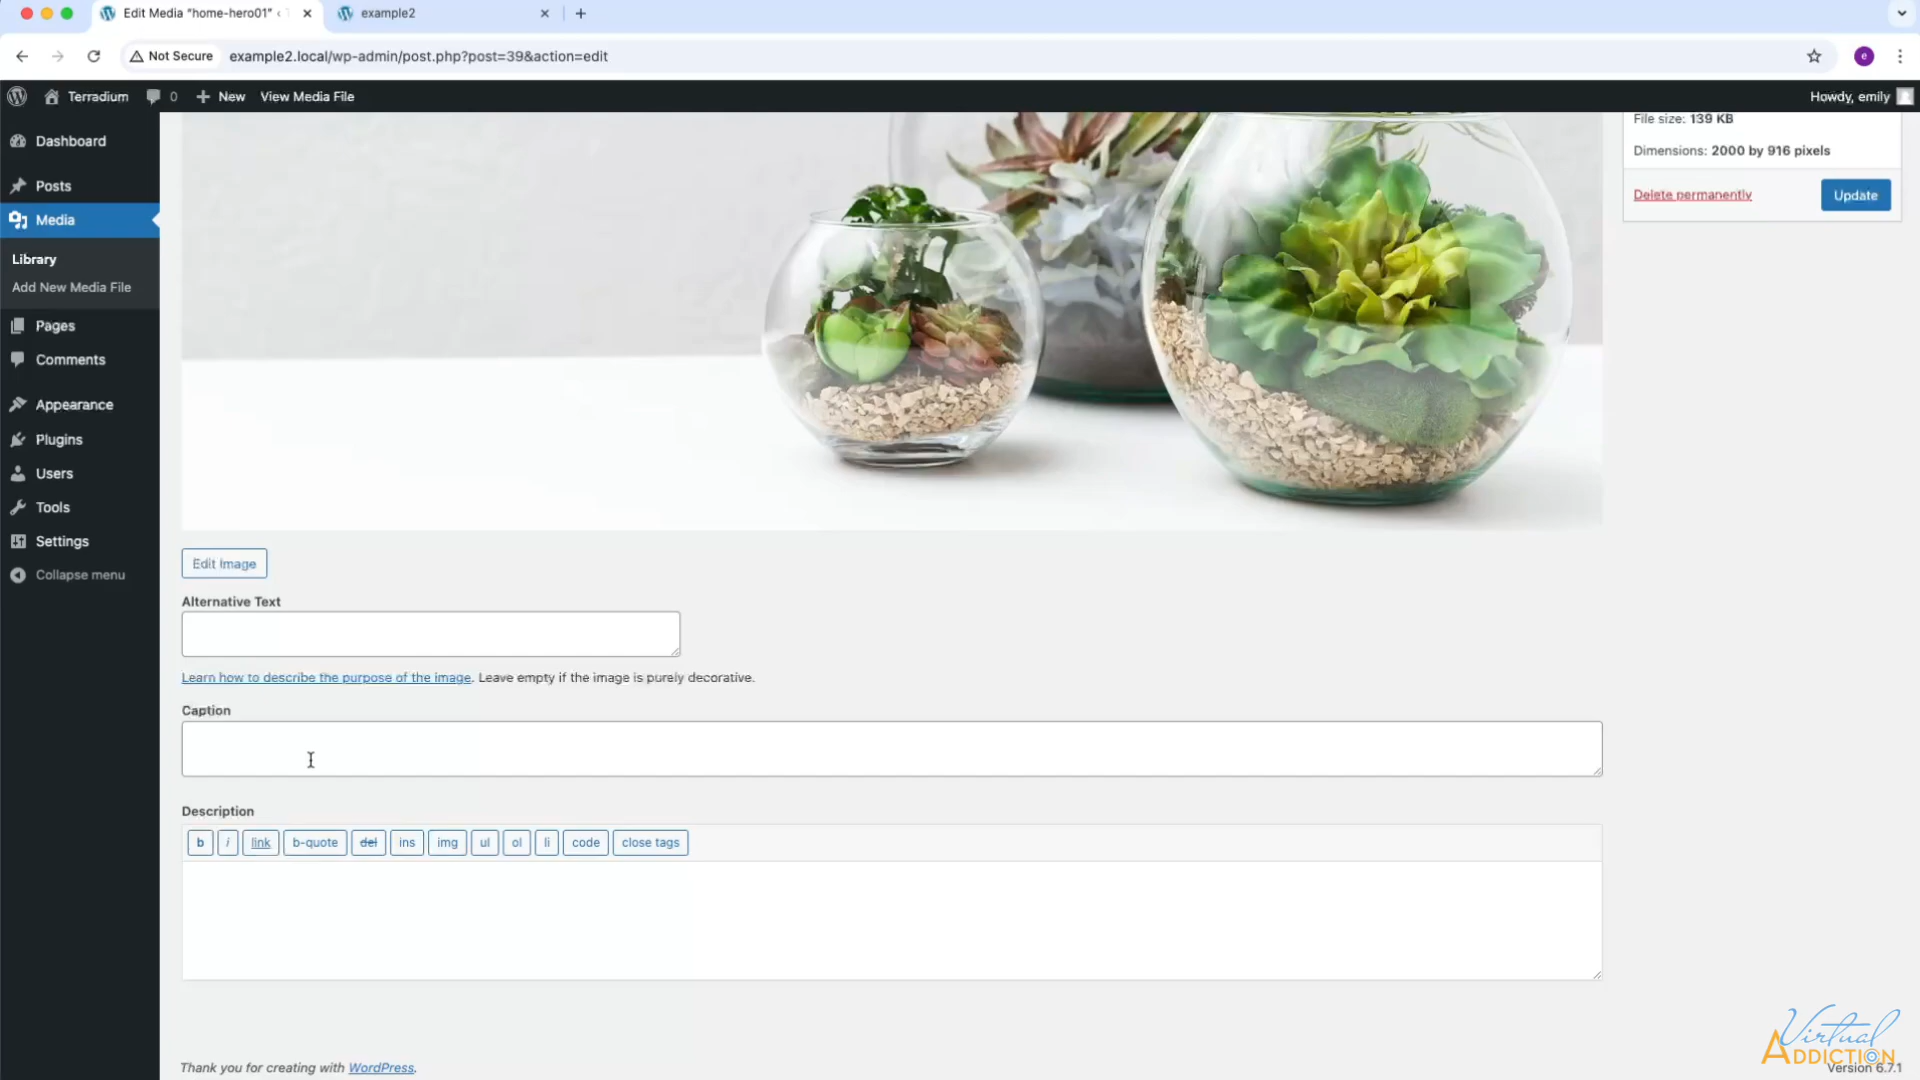 Edit Media “home-hero01” ‹ T
example2
Not Secure
example2.local/wp-admin/post.php?post=39&action=edit
Terradium
0
New
View Media File
Howdy, emily
Dashboard
Posts
Media
Library
Add New Media File
Pages
Comments
Appearance
Plugins
Users
Tools
Settings
Collapse menu
File size: 139 KB
Dimensions: 2000 by 916 pixels
Delete permanently
Update
Edit Image
Alternative Text
Learn how to describe the purpose of the image. Leave empty if the image is purely decorative.
Caption
Description
b i link b-quote del ins img ul ol li code close tags
Thank you for creating with WordPress.
Virtual
ADDICTION
Version 6.7.1
e